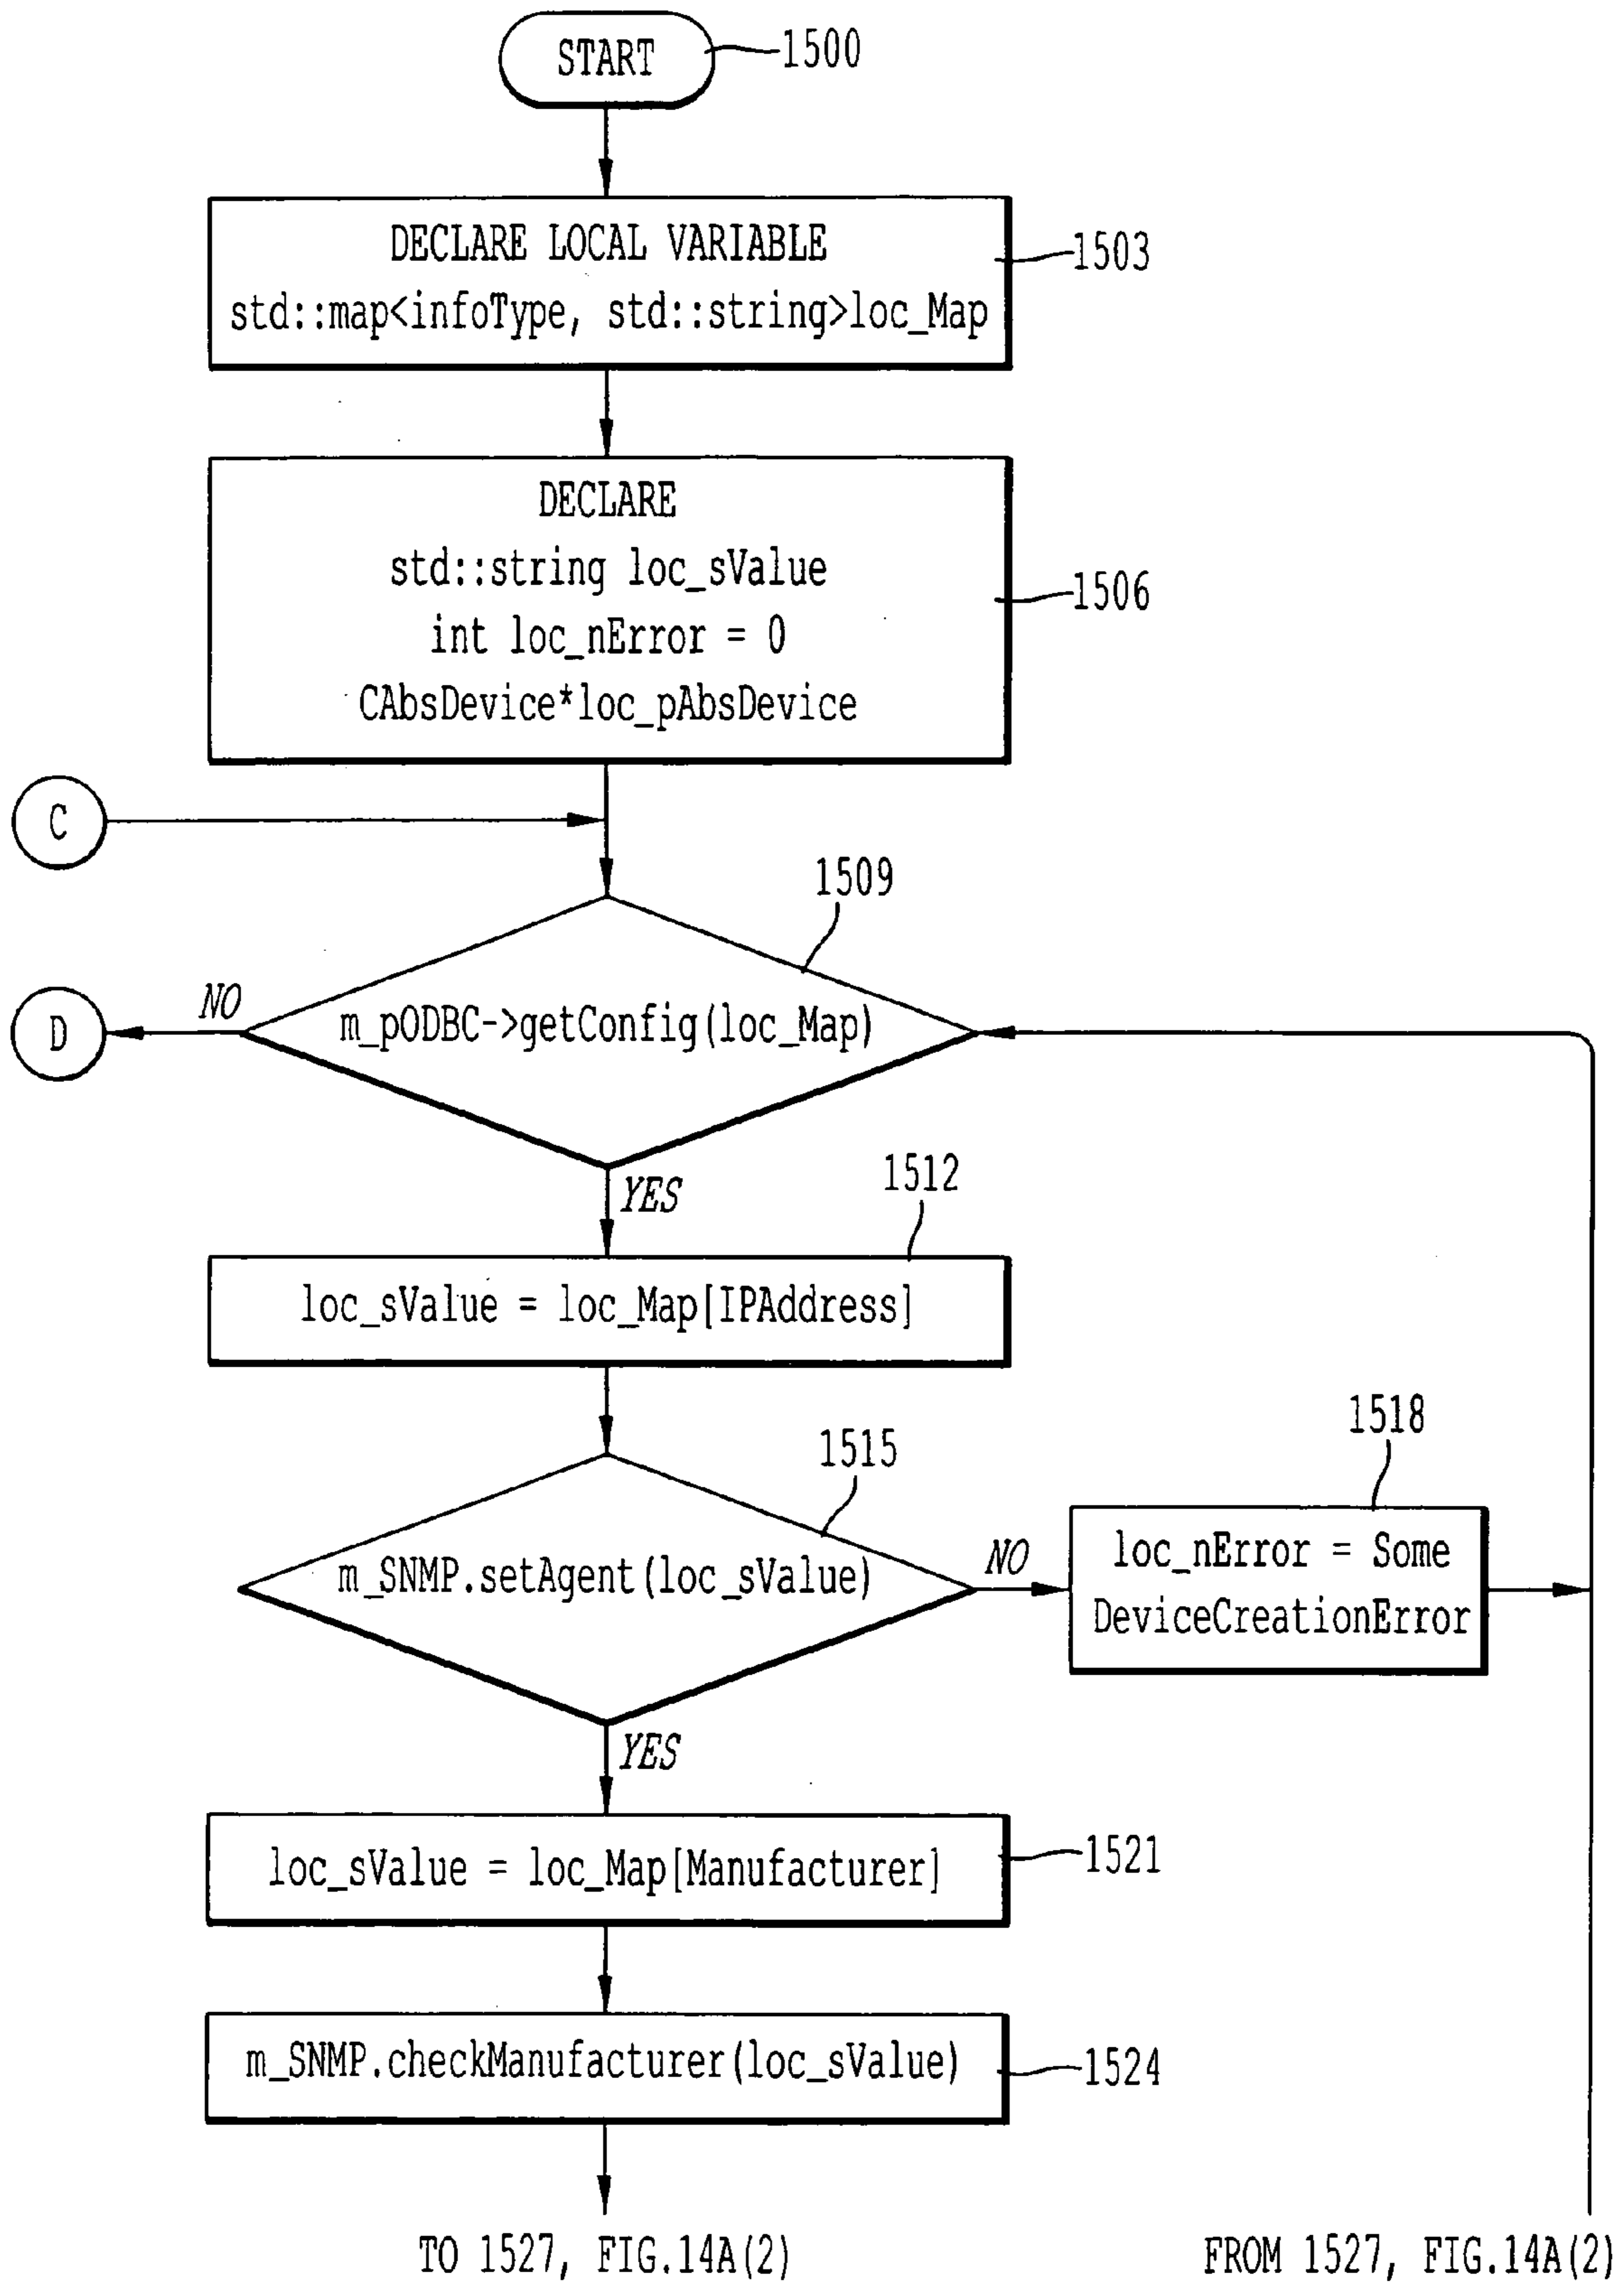 START
1500
DECLARE LOCAL VARIABLE
std::map<infoType, std::string>loc_Map
1503
DECLARE
std::string loc_sValue
int loc_nError = 0
CAbsDevice*loc_pAbsDevice
1506
C
1509
D
NO
m_pODBC->getConfig(loc_Map)
YES
1512
loc_sValue = loc_Map[IPAddress]
1515
m_SNMP.setAgent(loc_sValue)
NO
1518
loc_nError = Some
DeviceCreationError
YES
loc_sValue = loc_Map[Manufacturer]
1521
m_SNMP.checkManufacturer(loc_sValue)
1524
TO 1527, FIG.14A(2)
FROM 1527, FIG.14A(2)